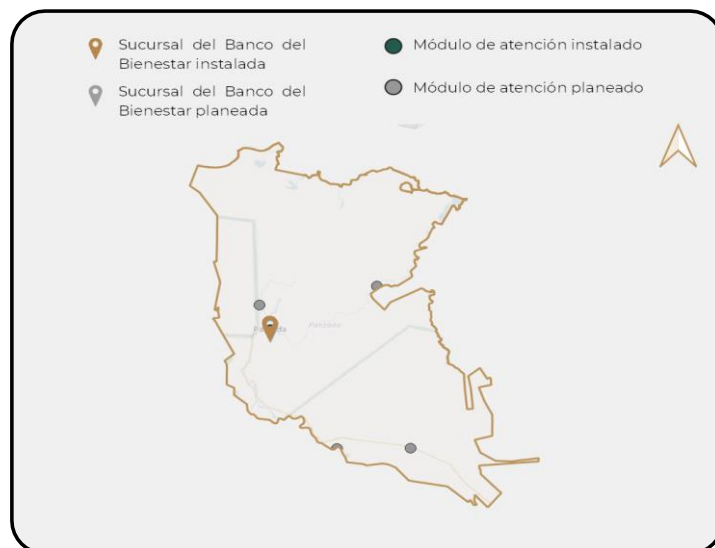 Sucursal del Banco del
Bienestar instalada
Módulo de atención instalado
Sucursal del Banco del
Bienestar planeada
Módulo de atención planeado